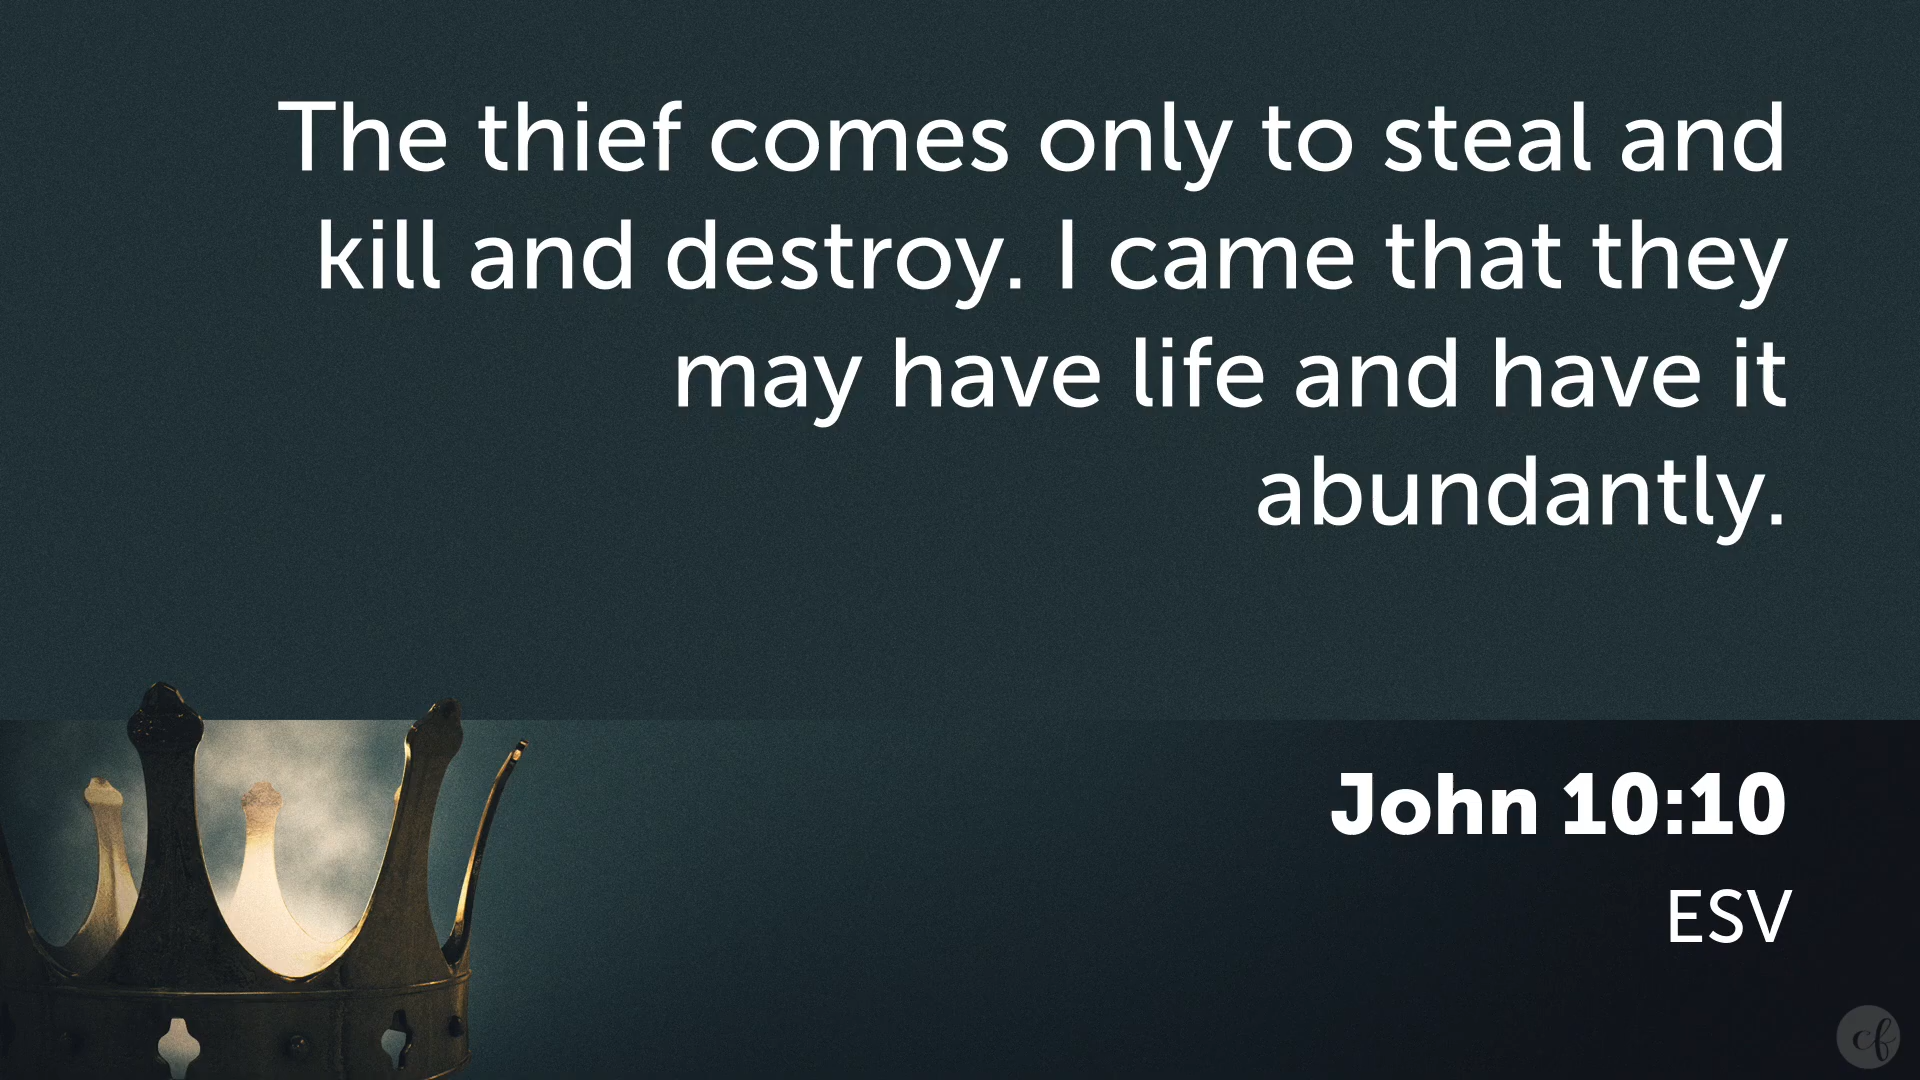 The thief comes only to steal and
kill and destroy. I came that they
may have life and have it
abundantly.
John 10:10
ESV
cf